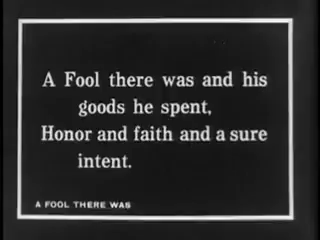 A Fool there was and his
goods he spent,
Honor and faith and a sure
intent.
A FOOL THERE WAS